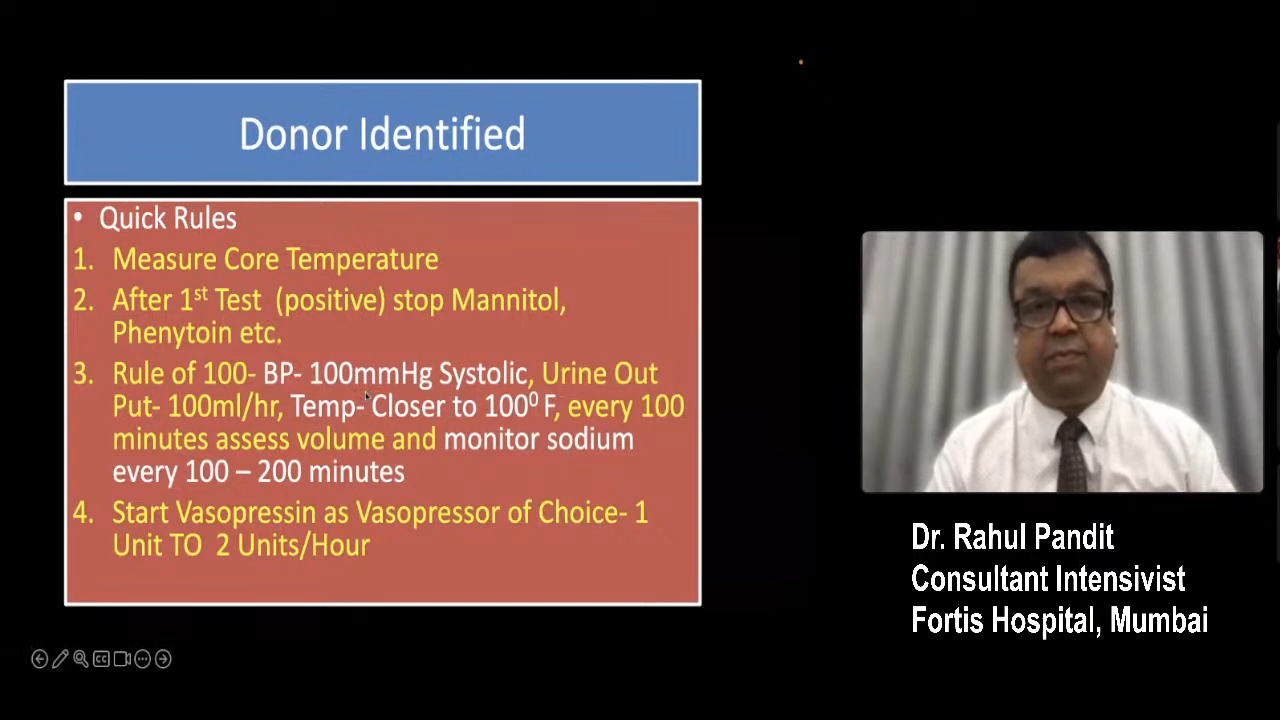 Donor Identified
• Quick Rules
1. Measure Core Temperature
2. After 1st Test (positive) stop Mannitol,
Phenytoin etc.
3. Rule of 100- BP- 100mmHg Systolic, Urine Out
Put- 100ml/hr, Temp- Closer to 100⁰ F, every 100
minutes assess volume and monitor sodium
every 100 – 200 minutes
4. Start Vasopressin as Vasopressor of Choice- 1
Unit TO 2 Units/Hour
Dr. Rahul Pandit
Consultant Intensivist
Fortis Hospital, Mumbai
CC